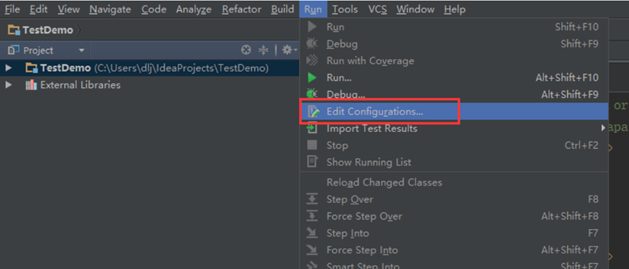 File Edit View Navigate Code Analyze Refactor Build Run Tools VCS Window Help
TestDemo
Project
TestDemo (C:\Users\dlj\IdeaProjects\TestDemo)
External Libraries
Run Shift+F10
Debug Shift+F9
Run with Coverage
Run... Alt+Shift+F10
Debug... Alt+Shift+F9
Edit Configurations...
Import Test Results
Stop Ctrl+F2
Show Running List
Reload Changed Classes
Step Over F8
Force Step Over Alt+Shift+F8
Step Into F7
Force Step Into Alt+Shift+F7
Smart Step Into Shift+F7
or
apa